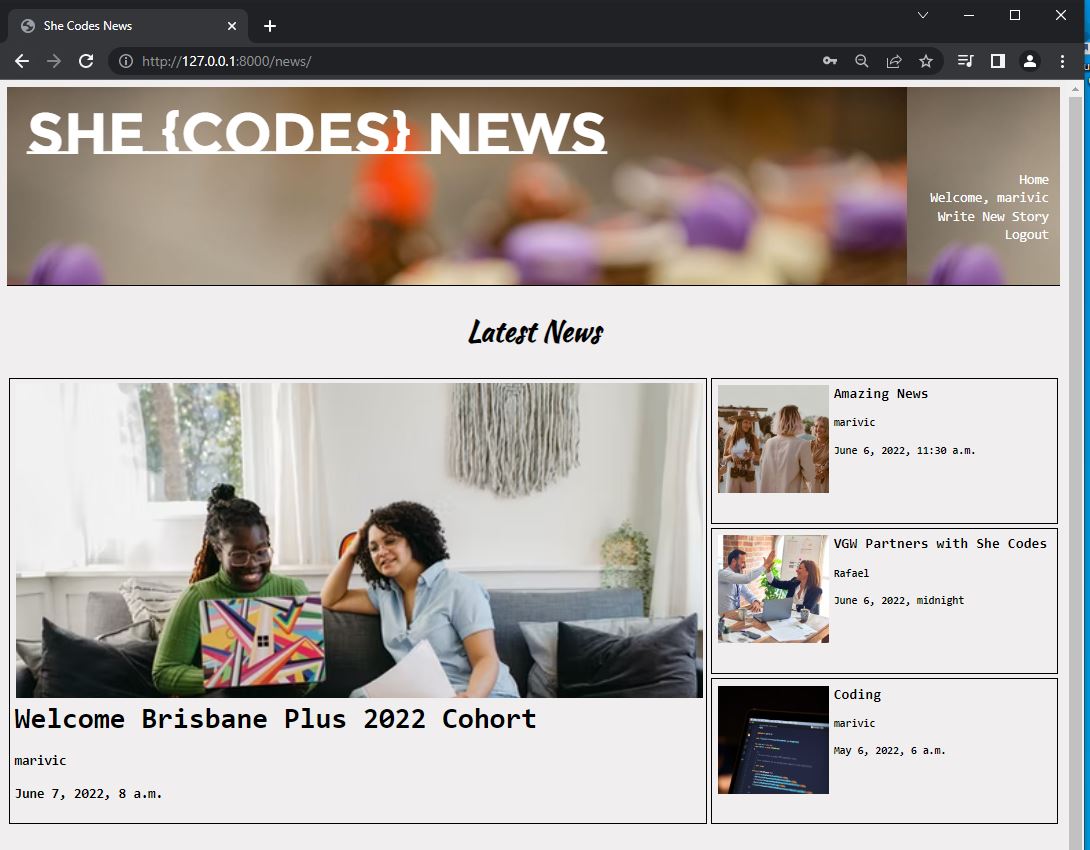 She Codes News
http://127.0.0.1:8000/news/
SHE {CODES} NEWS
Home
Welcome, marivic
Write New Story
Logout
Latest News
Welcome Brisbane Plus 2022 Cohort
marivic
June 7, 2022, 8 a.m.
Amazing News
marivic
June 6, 2022, 11:30 a.m.
VGW Partners with She Codes
Rafael
June 6, 2022, midnight
Coding
marivic
May 6, 2022, 6 a.m.